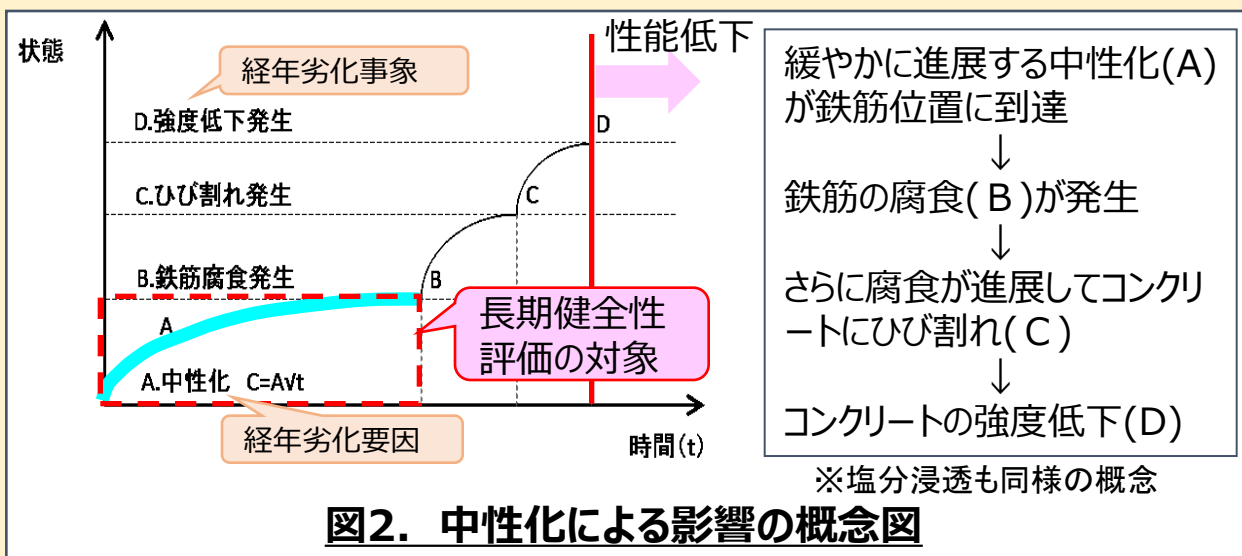 状態
経年劣化事象
性能低下
D.強度低下発生
D
C.ひび割れ発生
C
B.鉄筋腐食発生
B
A
長期健全性
評価の対象
A.中性化 C=A√t
経年劣化要因
時間(t)
緩やかに進展する中性化(A)
が鉄筋位置に到達
↓
鉄筋の腐食(B)が発生
↓
さらに腐食が進展してコンクリ
ートにひび割れ(C)
↓
コンクリートの強度低下(D)
※塩分浸透も同様の概念
図2. 中性化による影響の概念図